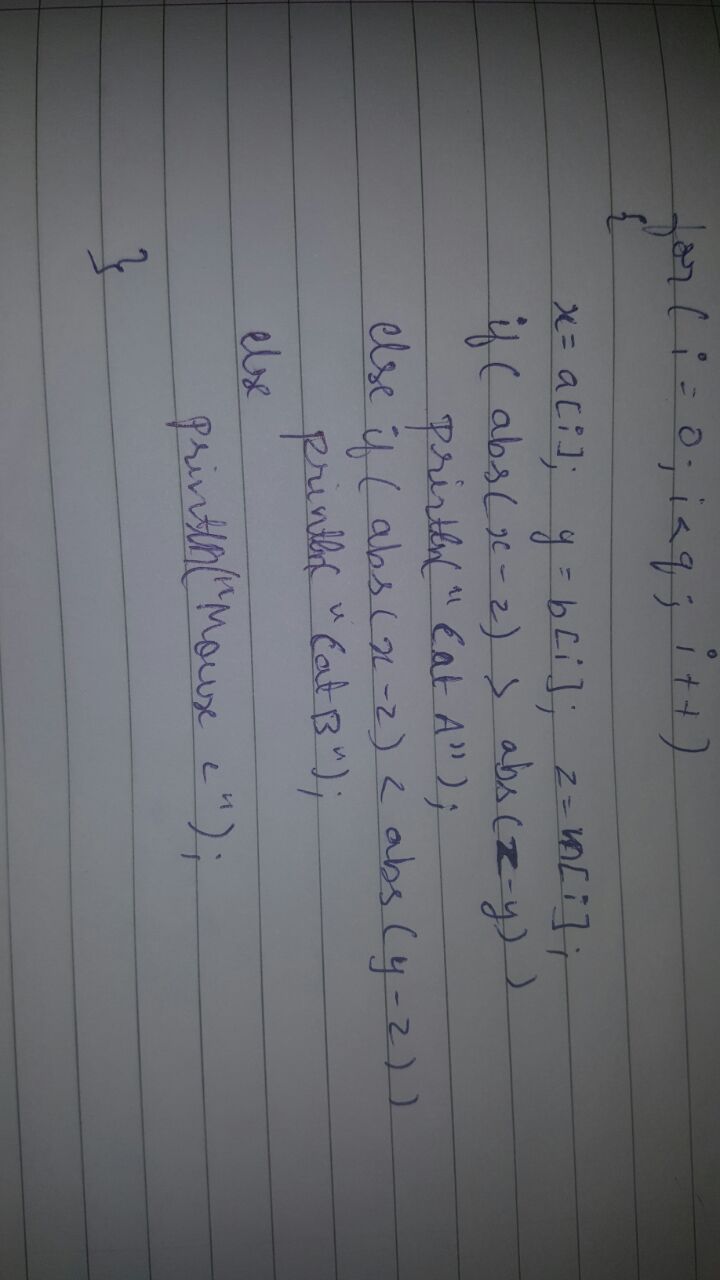 for ( i = 0; i<q; i++)
{
x = a[i]; y = b[i]; z = m[i];
if ( abs(x-z) > abs(x-y) )
println(" Cat A");
else if ( abs(x-z) < abs(y-z) )
println( " Cat B");
else
println("Mouse C");
}